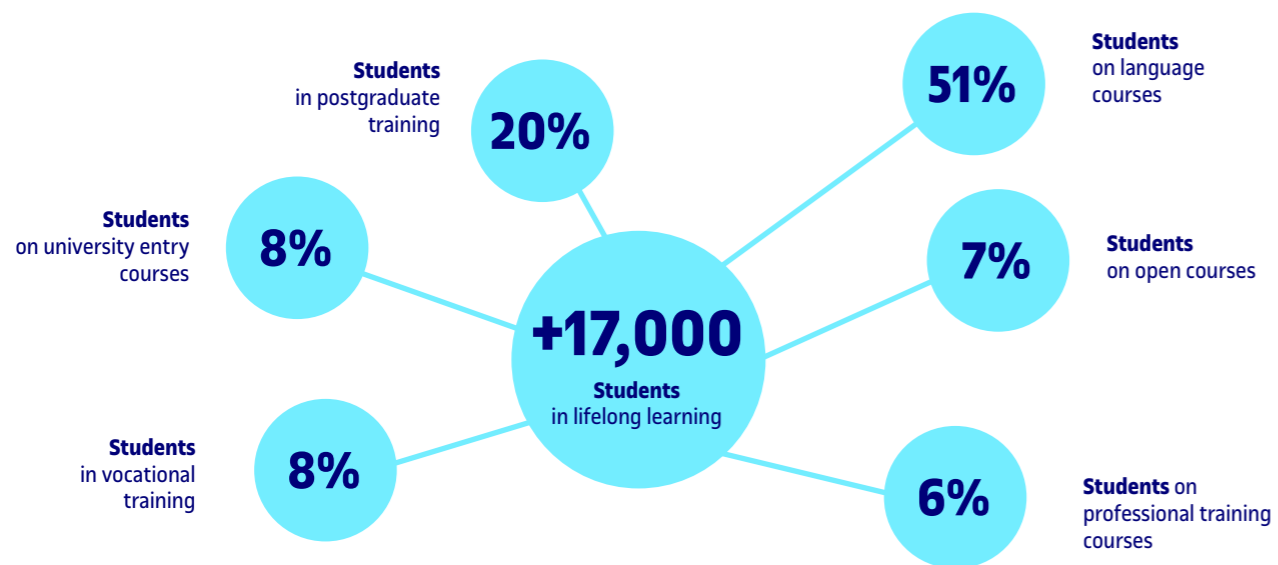 Students
in postgraduate
training
20%
51%
Students
on language
courses
Students
on university entry
courses
8%
7%
Students
on open courses
+17,000
Students
in lifelong learning
Students
in vocational
training
8%
6%
Students on
professional training
courses